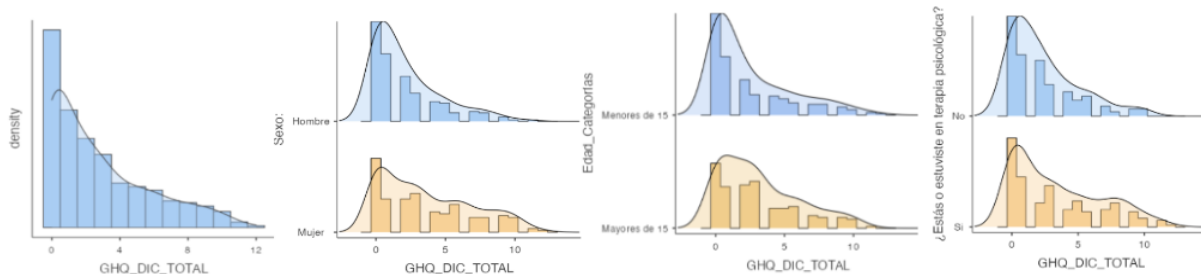 density
0
4
8
12
GHQ_DIC_TOTAL
Sexo:
Hombre
Mujer
0
5
10
GHQ_DIC_TOTAL
Edad_Categorías
Menores de 15
Mayores de 15
0
5
10
GHQ_DIC_TOTAL
¿Estás o estuviste en terapia psicológica?
No
Si
0
5
10
GHQ_DIC_TOTAL